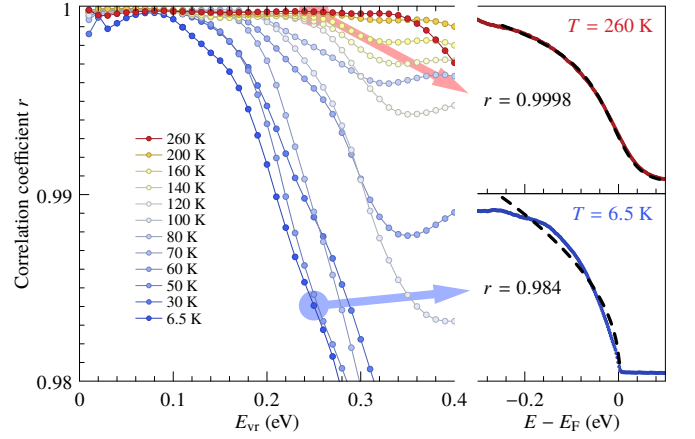 Correlation coefficient r
1
0.99
0.98
0
0.1
0.2
0.3
0.4
E_vr (eV)
260 K
200 K
160 K
140 K
120 K
100 K
80 K
70 K
60 K
50 K
30 K
6.5 K
T = 260 K
r = 0.9998
T = 6.5 K
r = 0.984
−0.2
0
E − E_F (eV)